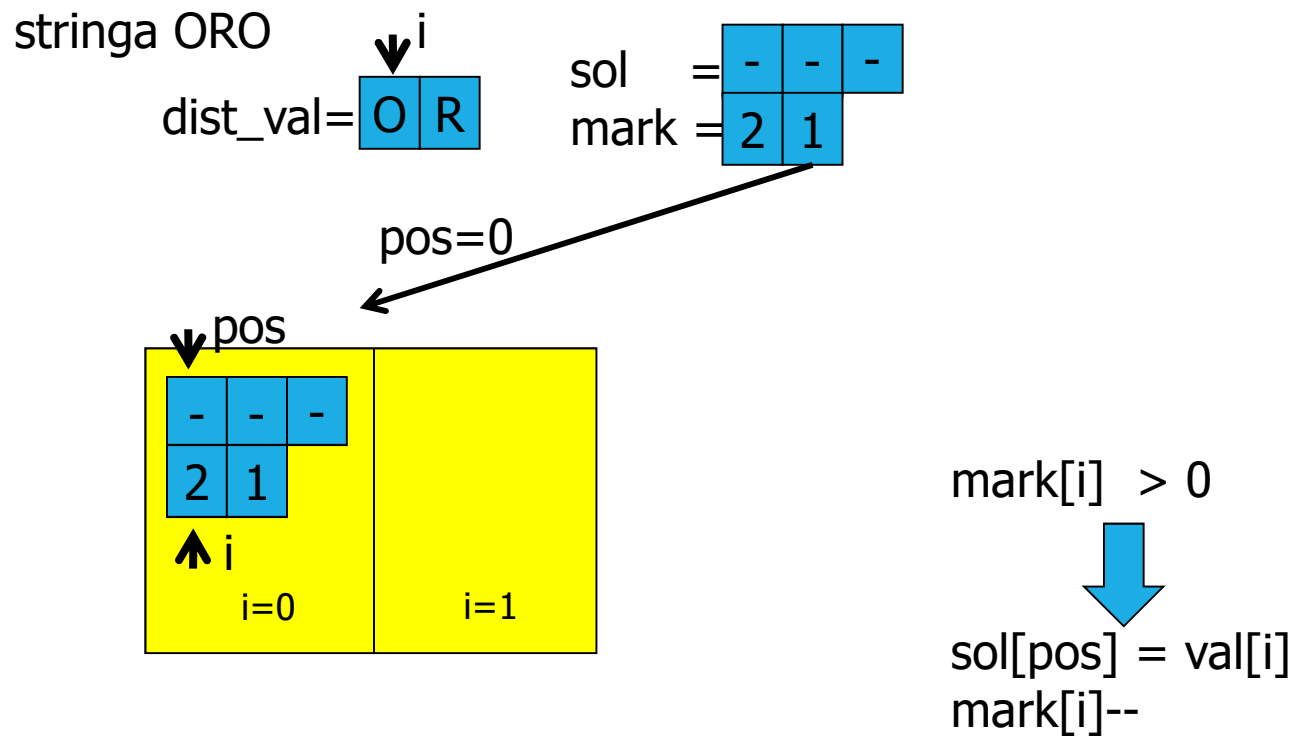 stringa ORO
i
dist_val= O R
sol = - - -
mark = 2 1
pos=0
pos
- - -
2 1
i
i=0 i=1
mark[i] > 0
sol[pos] = val[i]
mark[i]--